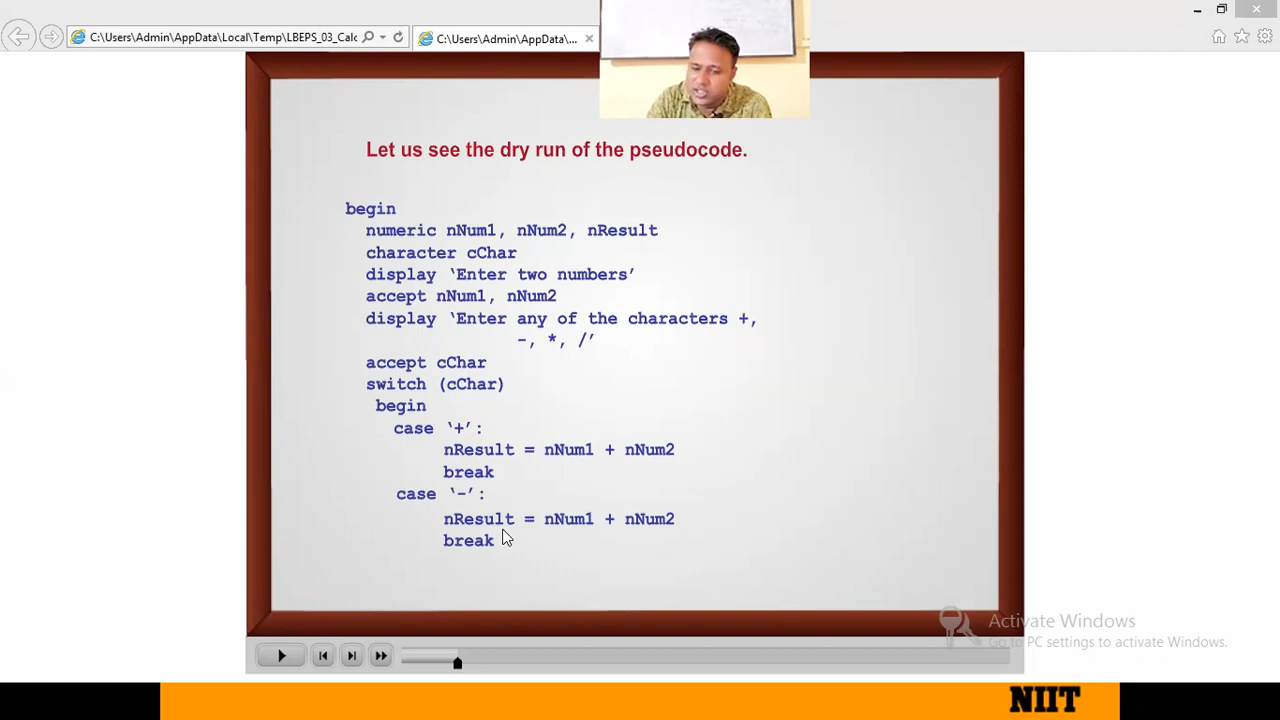 C:\Users\Admin\AppData\Local\Temp\LBEPS_03_Calc
C:\Users\Admin\AppData\...
Let us see the dry run of the pseudocode.
begin
numeric nNum1, nNum2, nResult
character cChar
display ‘Enter two numbers’
accept nNum1, nNum2
display ‘Enter any of the characters +,
-, *, /’
accept cChar
switch (cChar)
begin
case ‘+’:
nResult = nNum1 + nNum2
break
case ‘-’:
nResult = nNum1 + nNum2
break
Activate Windows
Go to PC settings to activate Windows.
NIIT